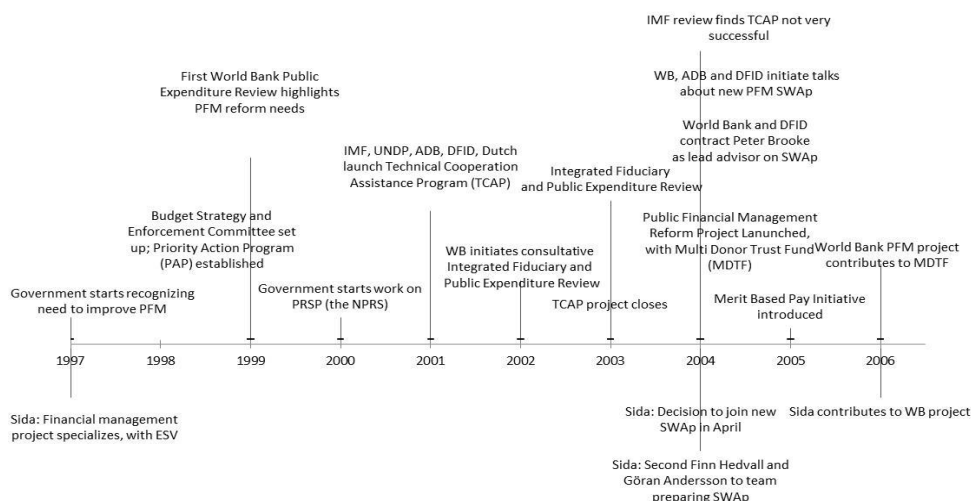 IMF review finds TCAP not very
successful
First World Bank Public
Expenditure Review highlights
PFM reform needs
WB, ADB and DFID initiate talks
about new PFM SWAp
World Bank and DFID
contract Peter Brooke
as lead advisor on SWAp
IMF, UNDP, ADB, DFID, Dutch
launch Technical Cooperation
Assistance Program (TCAP)
Integrated Fiduciary
and Public Expenditure Review
Budget Strategy and
Enforcement Committee set
up; Priority Action Program
(PAP) established
Public Financial Management
Reform Project Lanunched,
with Multi Donor Trust Fund
(MDTF)
WB initiates consultative
Integrated Fiduciary and
Public Expenditure Review
World Bank PFM project
contributes to MDTF
Government starts recognizing
need to improve PFM
Government starts work on
PRSP (the NPRS)
TCAP project closes
Merit Based Pay Initiative
introduced
1997 1998 1999 2000 2001 2002 2003 2004 2005 2006
Sida: Financial management
project specializes, with ESV
Sida: Decision to join new
SWAp in April
Sida contributes to WB project
Sida: Second Finn Hedvall and
Göran Andersson to team
preparing SWAp